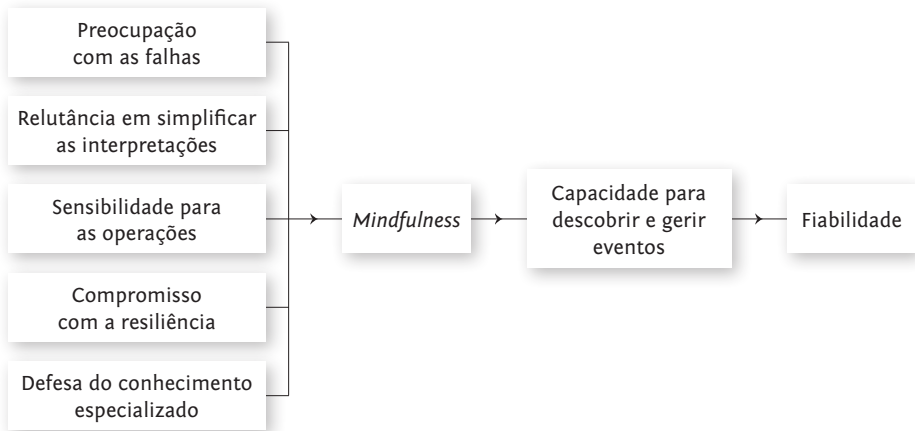 Preocupação
com as falhas
Relutância em simplificar
as interpretações
Sensibilidade para
as operações
Compromisso
com a resiliência
Defesa do conhecimento
especializado
Mindfulness
Capacidade para
descobrir e gerir
eventos
Fiabilidade